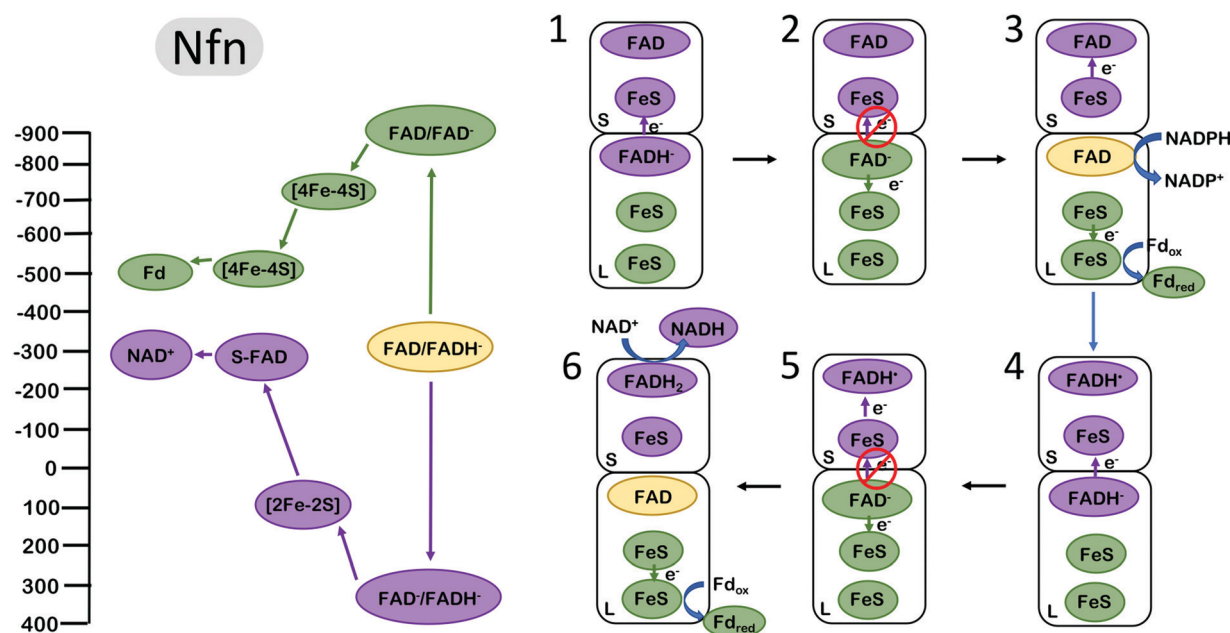 Nfn
-900
-800
-700
-600
-500
-400
-300
-200
-100
0
100
200
300
400
FAD/FAD⁻
[4Fe-4S]
[4Fe-4S]
Fd
FAD/FADH⁻
NAD⁺
S-FAD
[2Fe-2S]
FAD⁻/FADH⁻
1
FAD
FeS
S
e⁻
FADH⁻
FeS
L
FeS
2
FAD
FeS
S
e⁻
FAD⁻
e⁻
FeS
L
FeS
3
FAD
e⁻
FeS
S
FAD
NADPH
NADP⁺
FeS
e⁻
L
FeS
Fdox
Fdred
4
FADH•
FeS
S
e⁻
FADH⁻
FeS
L
FeS
5
FADH•
e⁻
FeS
S
e⁻
FAD⁻
e⁻
FeS
L
FeS
6
NAD⁺
NADH
FADH₂
FeS
S
FAD
FeS
e⁻
L
FeS
Fdox
Fdred